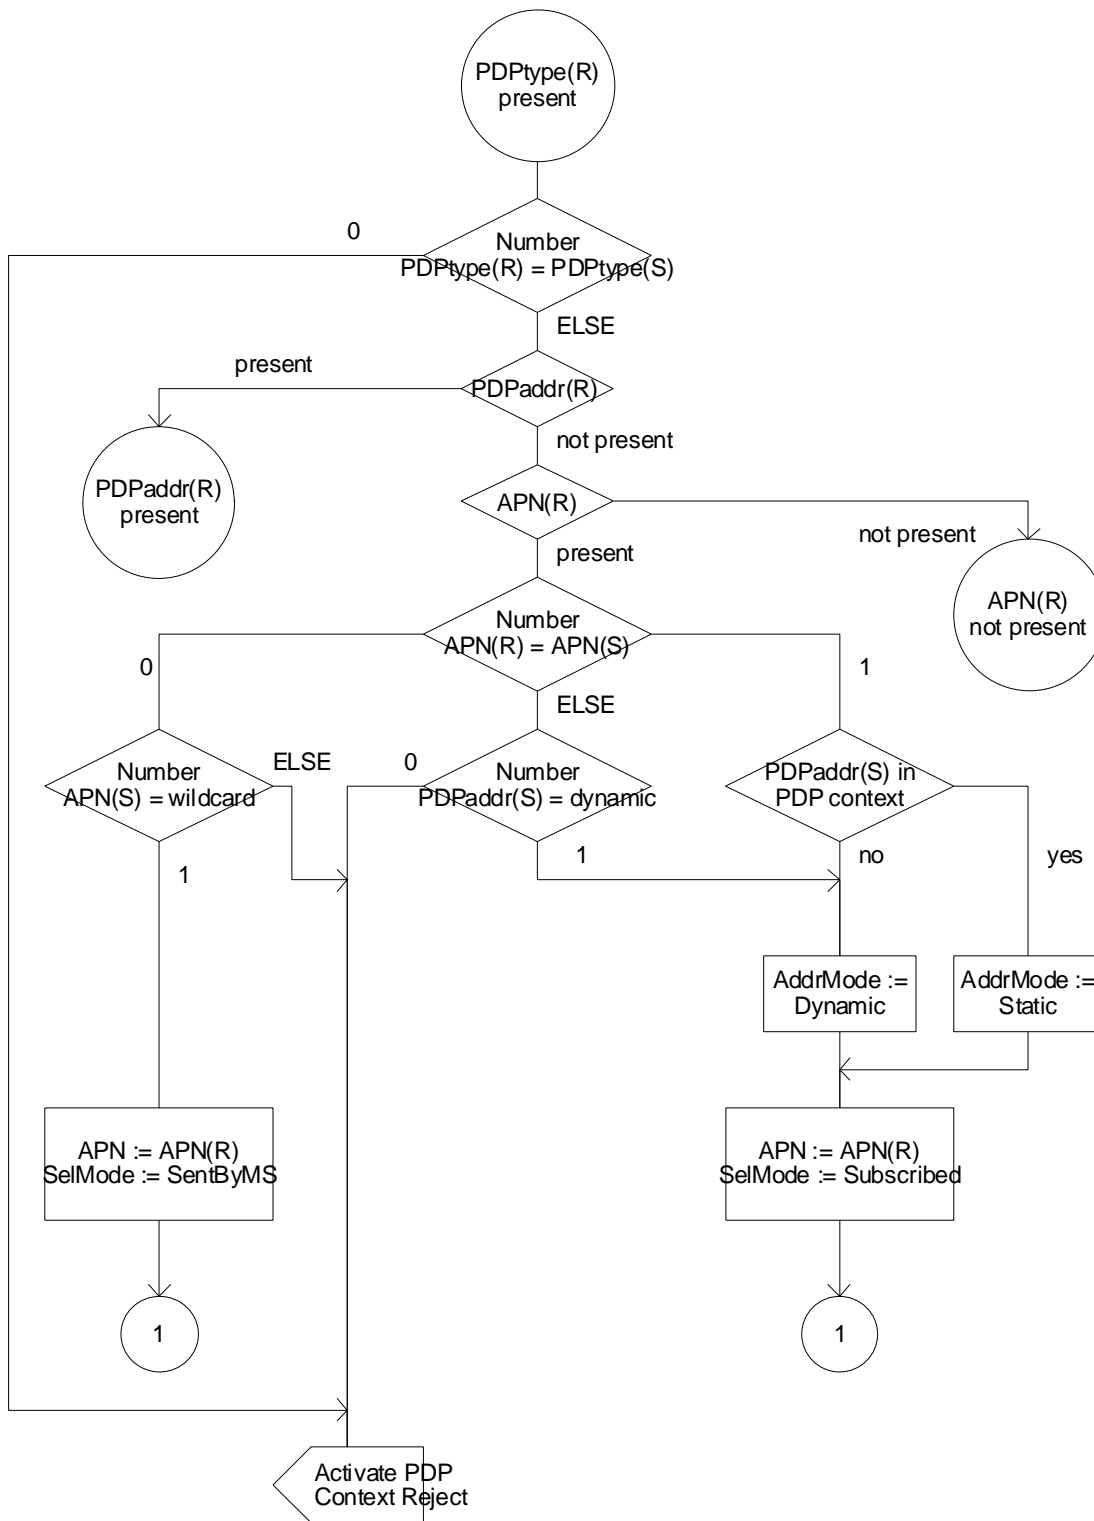 PDPtype(R)
present
0
Number
PDPtype(R) = PDPtype(S)
ELSE
present
PDPaddr(R)
not present
PDPaddr(R)
present
APN(R)
not present
present
APN(R)
not present
Number
APN(R) = APN(S)
0
1
ELSE
Number
APN(S) = wildcard
ELSE
0
Number
PDPaddr(S) = dynamic
PDPaddr(S) in
PDP context
1
1
no
yes
AddrMode :=
Dynamic
AddrMode :=
Static
APN := APN(R)
SelMode := SentByMS
APN := APN(R)
SelMode := Subscribed
1
1
Activate PDP
Context Reject